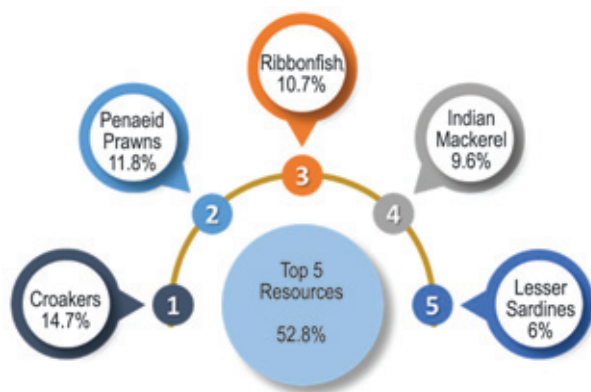 Ribbonfish,
10.7%
Penaeid
Prawns
11.8%
Indian
Mackerel
9.6%
3
2
4
Croakers
14.7%
1
Top 5
Resources
52.8%
5
Lesser
Sardines
6%